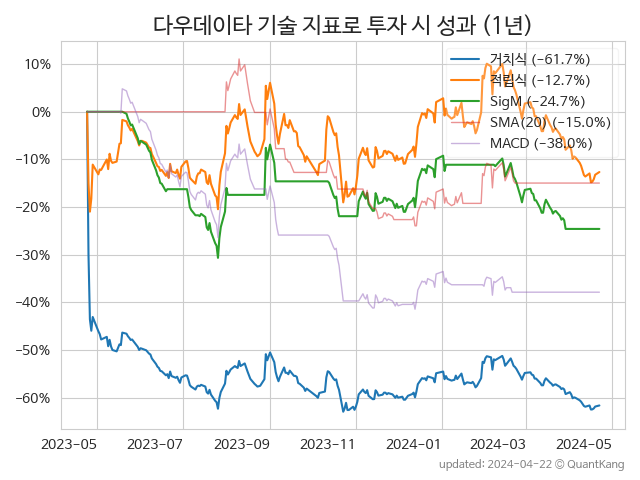 다우데이타 기술 지표로 투자 시 성과 (1년)
거치식 (−61.7%)
적립식 (−12.7%)
SigM (−24.7%)
SMA(20) (−15.0%)
MACD (−38.0%)
10%
0%
−10%
−20%
−30%
−40%
−50%
−60%
2023−05 2023−07 2023−09 2023−11 2024−01 2024−03 2024−05
updated: 2024−04−22 © QuantKang